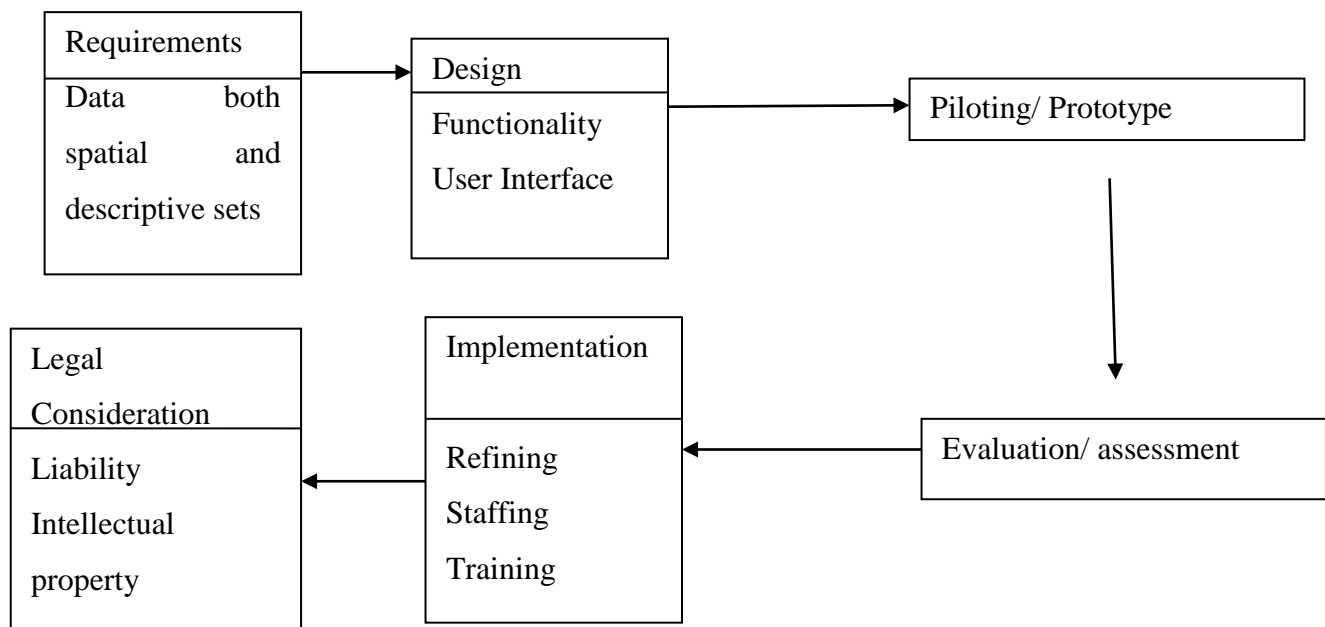 Requirements
Data both
spatial and
descriptive sets
Design
Functionality
User Interface
Piloting/ Prototype
Legal
Consideration
Liability
Intellectual
property
Implementation
Refining
Staffing
Training
Evaluation/ assessment